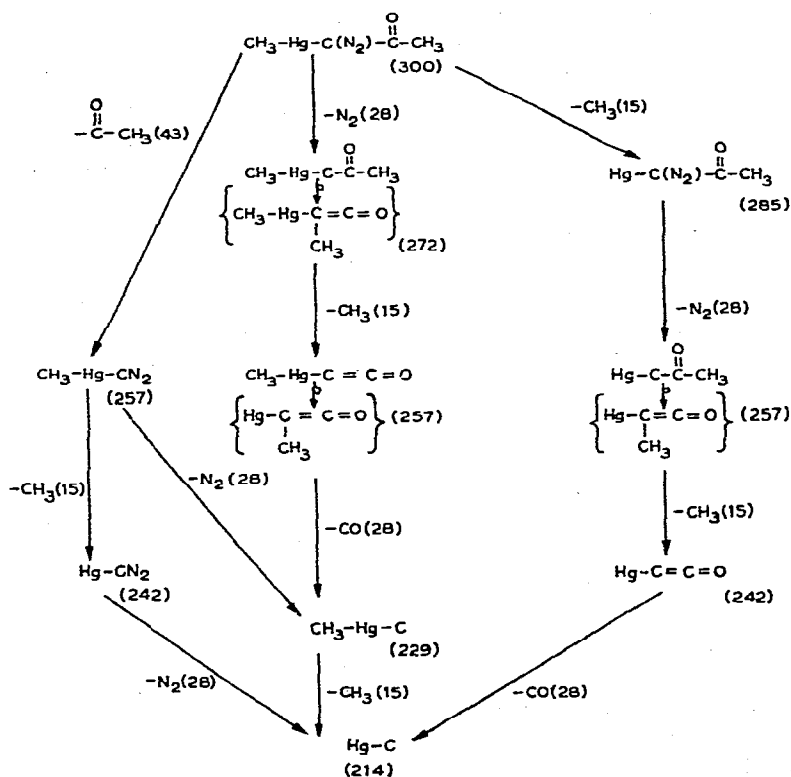 O
CH3-Hg-C(N2)-C-CH3
(300)
O
-C-CH3(43)
-N2(28)
-CH3(15)
O
CH3-Hg-C-C-CH3
{CH3-Hg-C=C=O}
CH3
(272)
O
Hg-C(N2)-C-CH3
(285)
-CH3(15)
-N2(28)
CH3-Hg-CN2
(257)
CH3-Hg-C=C=O
{Hg-C=C=O} (257)
CH3
O
Hg-C-C-CH3
{Hg-C=C=O} (257)
CH3
-CH3(15)
-N2(28)
-CO(28)
-CH3(15)
Hg-CN2
(242)
Hg-C=C=O
(242)
CH3-Hg-C
(229)
-N2(28)
-CH3(15)
-CO(28)
Hg-C
(214)